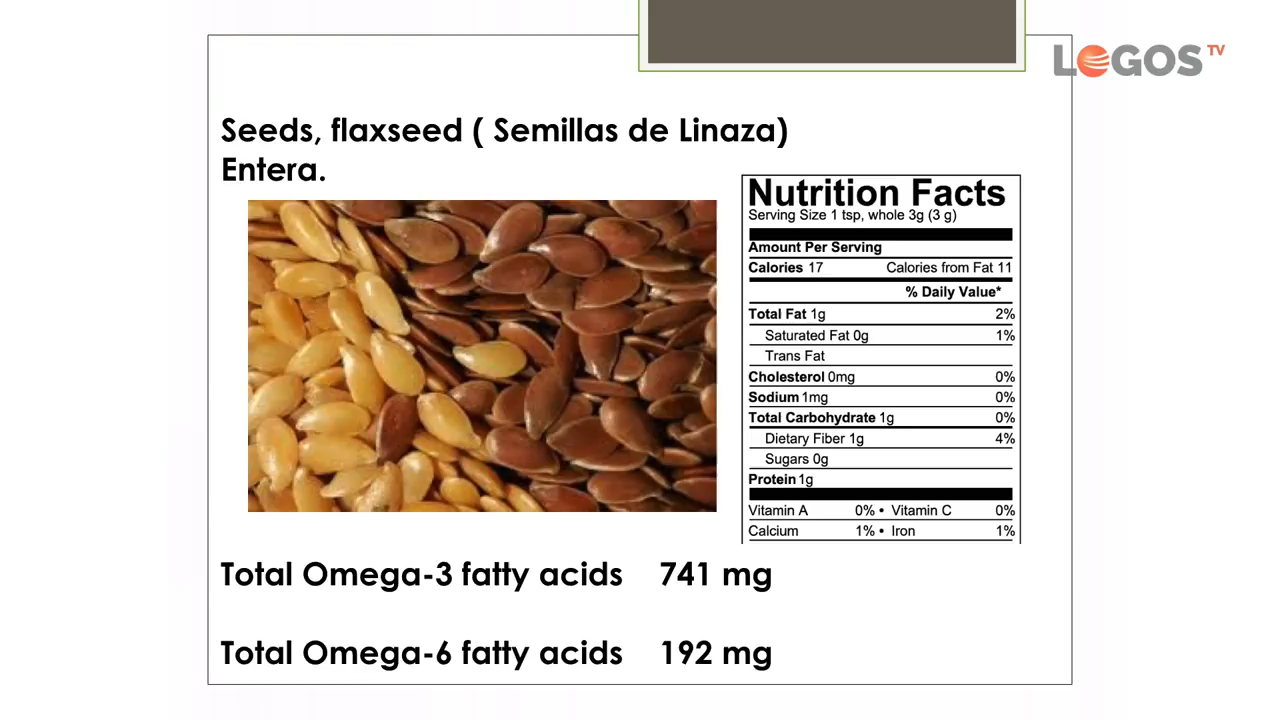 LOGOS TV
Seeds, flaxseed ( Semillas de Linaza)
Entera.
Nutrition Facts
Serving Size 1 tsp, whole 3g (3 g)
Amount Per Serving
Calories 17 Calories from Fat 11
% Daily Value*
Total Fat 1g 2%
Saturated Fat 0g 1%
Trans Fat
Cholesterol 0mg 0%
Sodium 1mg 0%
Total Carbohydrate 1g 0%
Dietary Fiber 1g 4%
Sugars 0g
Protein 1g
Vitamin A 0% • Vitamin C 0%
Calcium 1% • Iron 1%
Total Omega-3 fatty acids 741 mg
Total Omega-6 fatty acids 192 mg